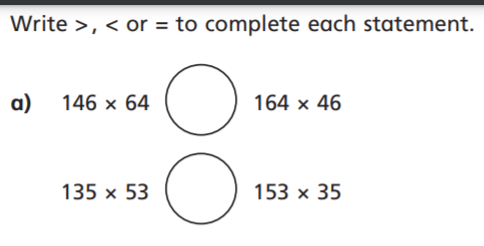 Write >, < or = to complete each statement.
a) 146 × 64 164 × 46
135 × 53 153 × 35